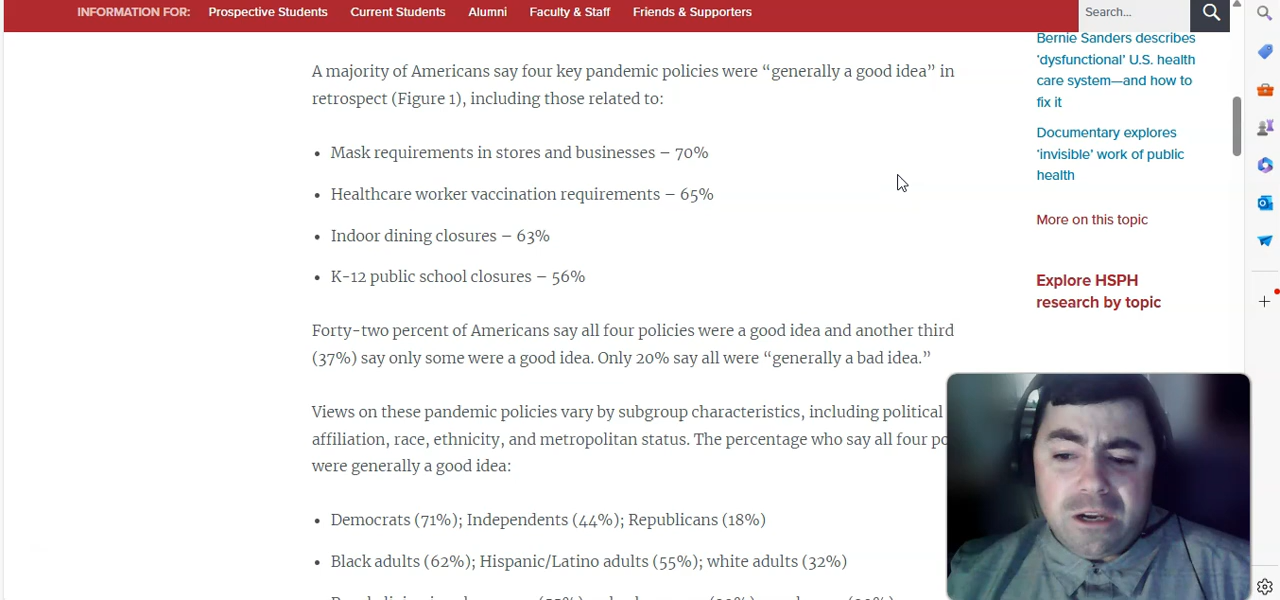 INFORMATION FOR: Prospective Students Current Students Alumni Faculty & Staff Friends & Supporters Search...
A majority of Americans say four key pandemic policies were “generally a good idea” in
retrospect (Figure 1), including those related to:
• Mask requirements in stores and businesses – 70%
• Healthcare worker vaccination requirements – 65%
• Indoor dining closures – 63%
• K-12 public school closures – 56%
Forty-two percent of Americans say all four policies were a good idea and another third
(37%) say only some were a good idea. Only 20% say all were “generally a bad idea.”
Views on these pandemic policies vary by subgroup characteristics, including political
affiliation, race, ethnicity, and metropolitan status. The percentage who say all four po
were generally a good idea:
• Democrats (71%); Independents (44%); Republicans (18%)
• Black adults (62%); Hispanic/Latino adults (55%); white adults (32%)
Bernie Sanders describes
‘dysfunctional’ U.S. health
care system—and how to
fix it
Documentary explores
‘invisible’ work of public
health
More on this topic
Explore HSPH
research by topic